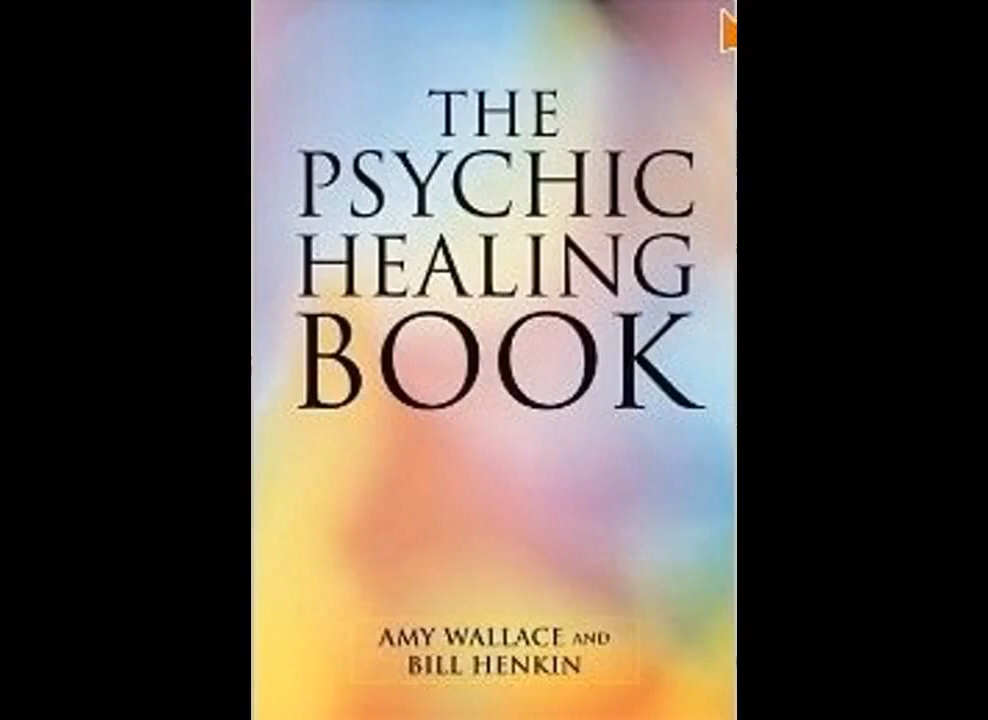 THE
PSYCHIC
HEALING
BOOK
AMY WALLACE AND
BILL HENKIN